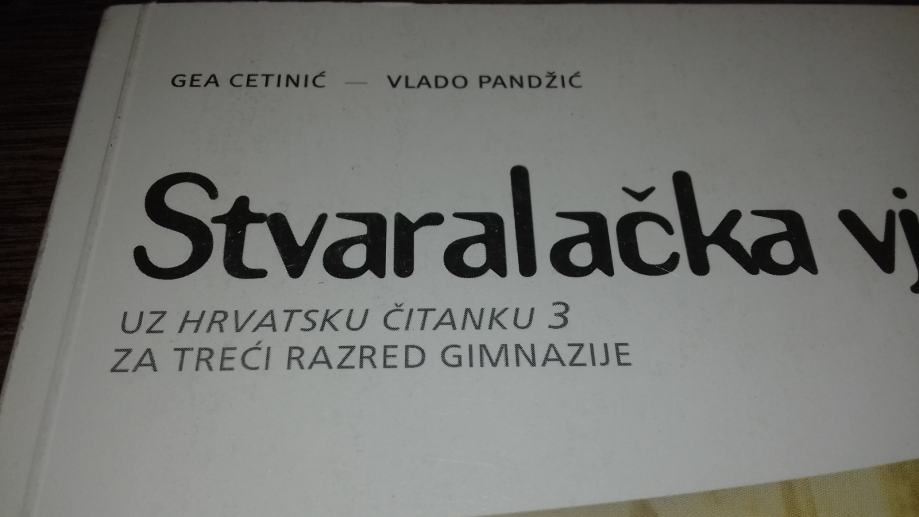 GEA CETINIĆ — VLADO PANDŽIĆ
Stvaralačka
UZ HRVATSKU ČITANKU 3
ZA TREĆI RAZRED GIMNAZIJE